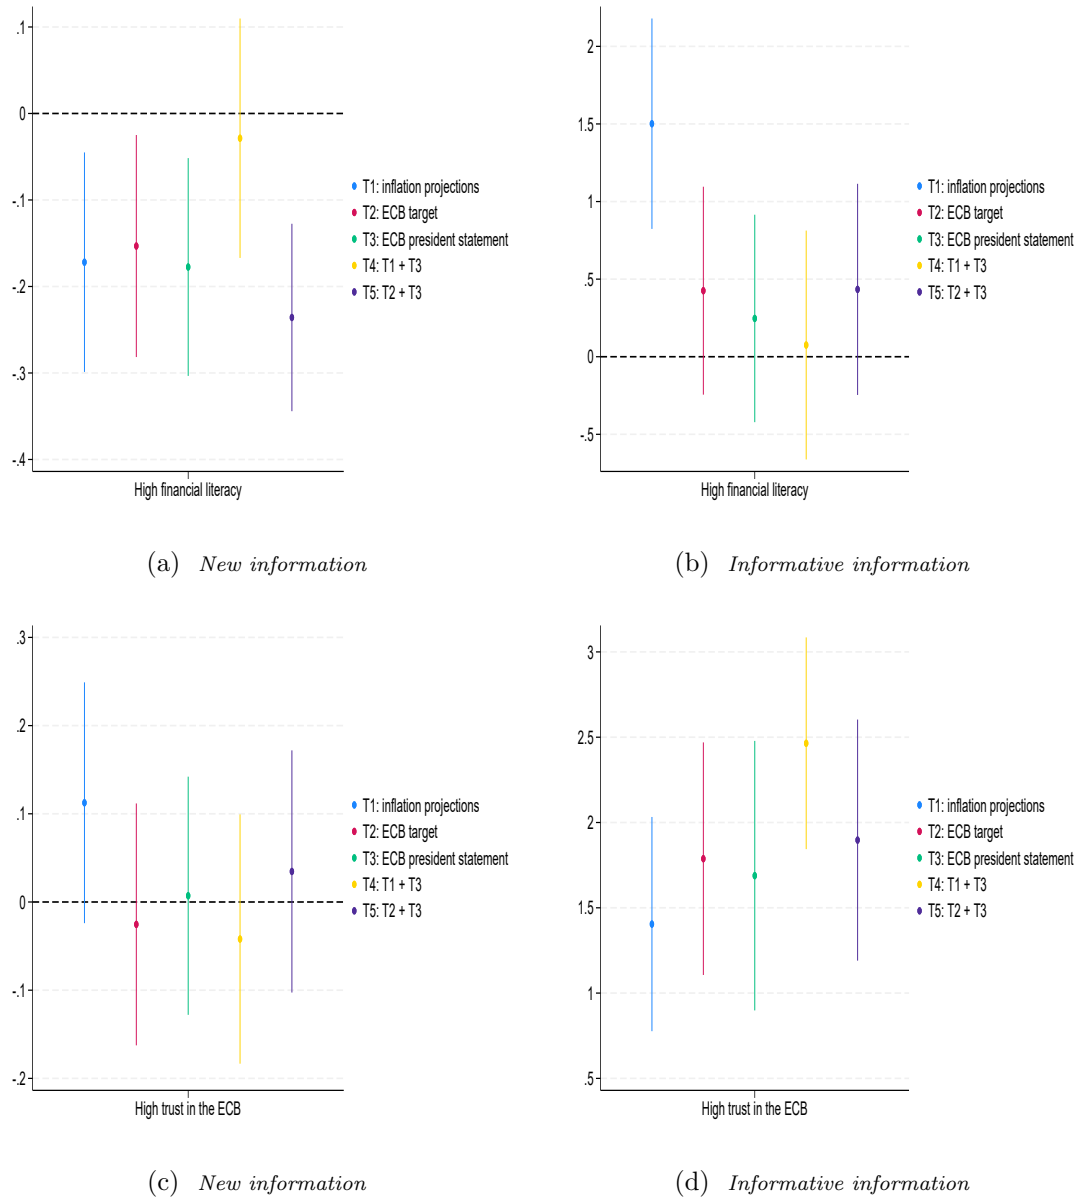 .1
0
-.1
-.2
-.3
-.4
High financial literacy
T1: inflation projections
T2: ECB target
T3: ECB president statement
T4: T1 + T3
T5: T2 + T3
(a) New information
2
1.5
1
.5
0
-.5
High financial literacy
T1: inflation projections
T2: ECB target
T3: ECB president statement
T4: T1 + T3
T5: T2 + T3
(b) Informative information
.3
.2
.1
0
-.1
-.2
High trust in the ECB
T1: inflation projections
T2: ECB target
T3: ECB president statement
T4: T1 + T3
T5: T2 + T3
(c) New information
3
2.5
2
1.5
1
.5
High trust in the ECB
T1: inflation projections
T2: ECB target
T3: ECB president statement
T4: T1 + T3
T5: T2 + T3
(d) Informative information